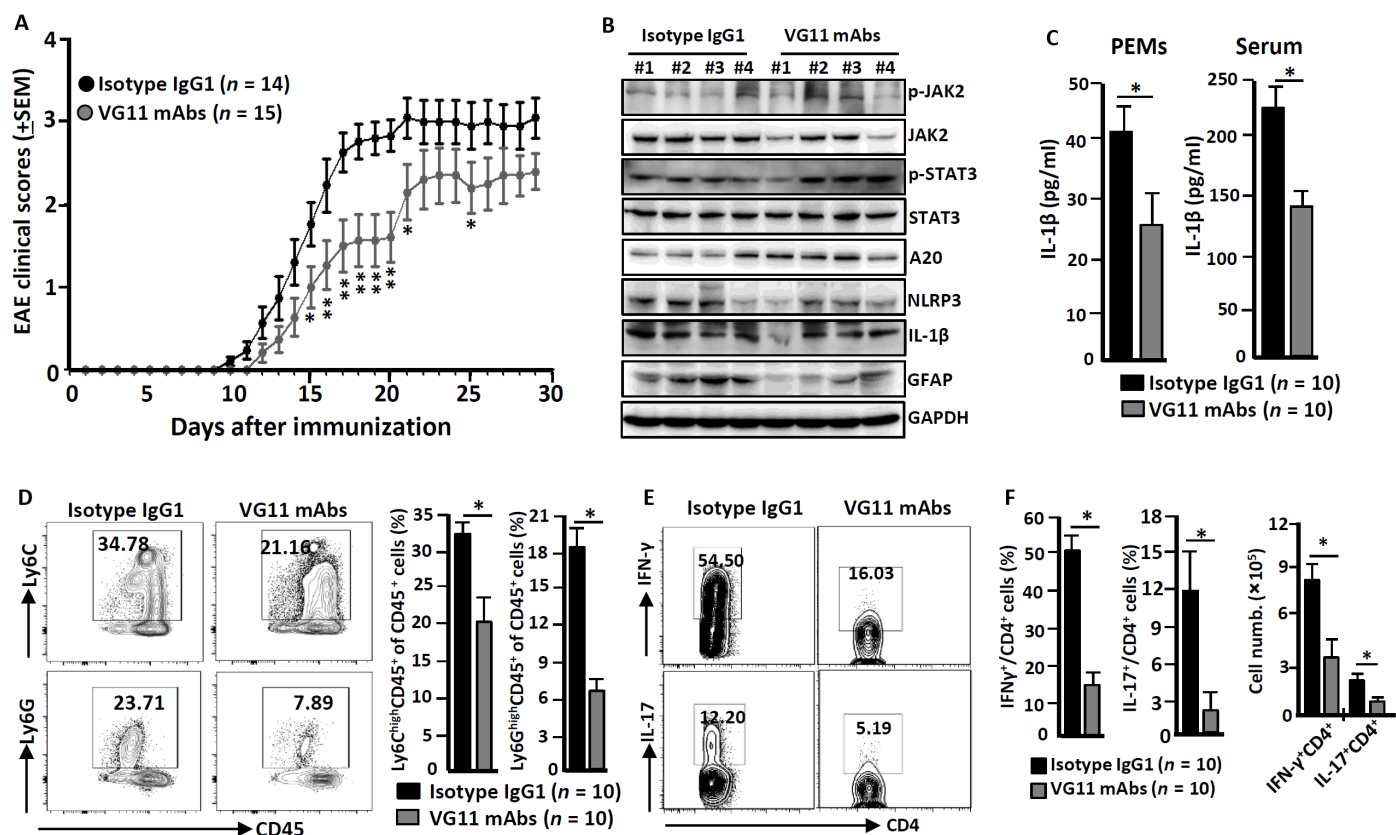 A
EAE clinical scores (±SEM)
4
3
2
1
0
Isotype IgG1 (n = 14)
VG11 mAbs (n = 15)
**
**
**
**
**
*
*
*
0 5 10 15 20 25 30
Days after immunization
B
Isotype IgG1 VG11 mAbs
#1 #2 #3 #4 #1 #2 #3 #4
p-JAK2
JAK2
p-STAT3
STAT3
A20
NLRP3
IL-1β
GFAP
GAPDH
C
PEMs
IL-1β (pg/ml)
50
40
30
20
10
0
*
Serum
IL-1β (pg/ml)
250
200
150
100
50
0
*
Isotype IgG1 (n = 10)
VG11 mAbs (n = 10)
D
Isotype IgG1 VG11 mAbs
Ly6C
34.78 21.16
Ly6G
23.71 7.89
CD45
Ly6ChighCD45+ of CD45+ cells (%)
35
30
25
20
25
10
5
0
*
Ly6GhighCD45+ of CD45+ cells (%)
21
18
15
12
9
6
3
0
*
Isotype IgG1 (n = 10)
VG11 mAbs (n = 10)
E
Isotype IgG1 VG11 mAbs
IFN-γ
54.50 16.03
IL-17
12.20 5.19
CD4
F
IFNγ+/CD4+ cells (%)
60
50
40
30
20
10
0
*
IL-17+/CD4+ cells (%)
18
15
12
9
6
3
0
*
Isotype IgG1 (n = 10)
VG11 mAbs (n = 10)
Cell numb. (×10⁵)
12
9
6
3
0
*
*
IFN-γ+CD4+
IL-17+CD4+